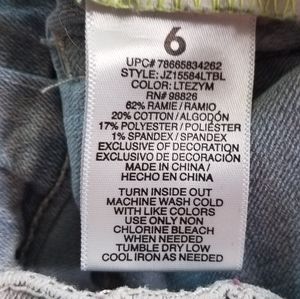 6
UPC# 78665834262
STYLE: JZ15584LTBL
COLOR: LTEZYM
RN# 98826
62% RAMIE / RAMIO
20% COTTON / ALGODÓN
17% POLYESTER / POLIÉSTER
1% SPANDEX / SPANDEX
EXCLUSIVE OF DECORATION
EXCLUSIVO DE DECORACIÓN
MADE IN CHINA /
HECHO EN CHINA
TURN INSIDE OUT
MACHINE WASH COLD
WITH LIKE COLORS
USE ONLY NON
CHLORINE BLEACH
WHEN NEEDED
TUMBLE DRY LOW
COOL IRON AS NEEDED